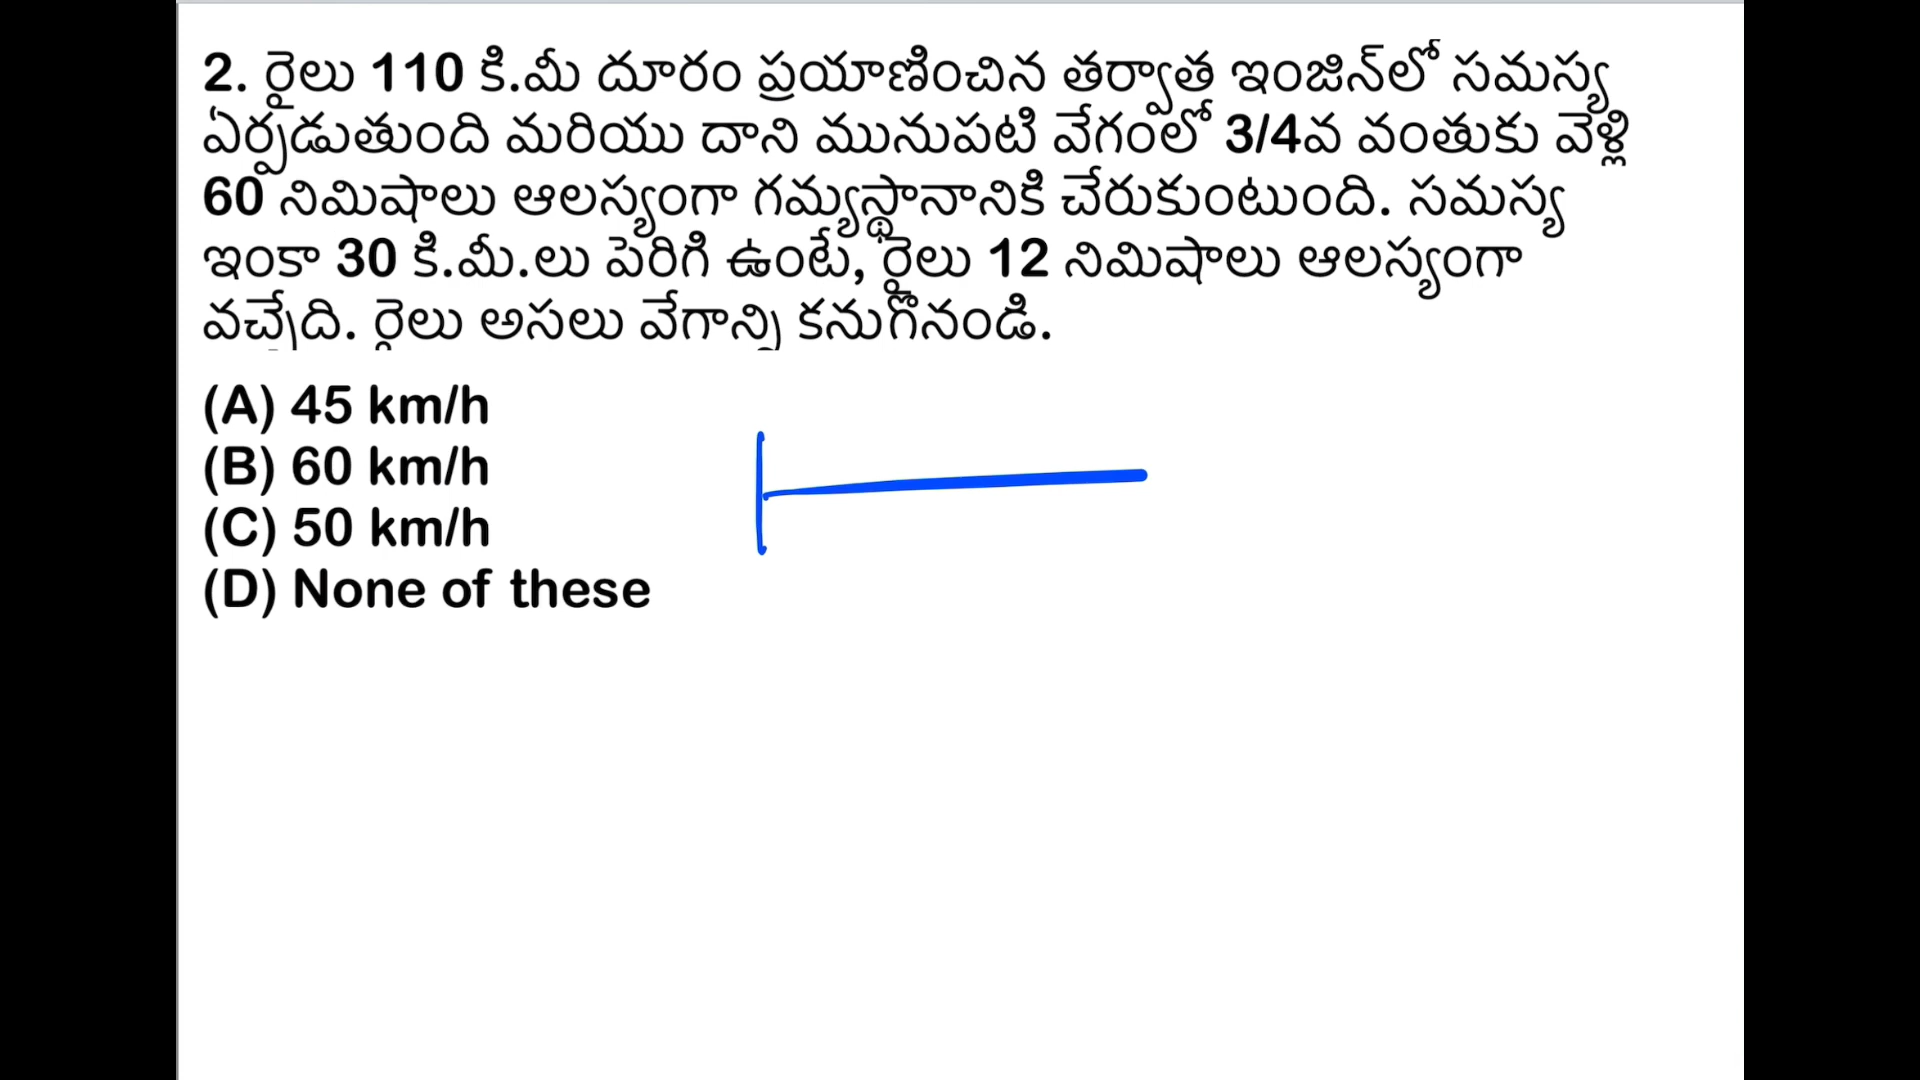 2. రైలు 110 కి.మీ దూరం ప్రయాణించిన తర్వాత ఇంజిన్‌లో సమస్య
ఏర్పడుతుంది మరియు దాని మునుపటి వేగంలో 3/4వ వంతుకు వెళ్లి
60 నిమిషాలు ఆలస్యంగా గమ్యస్థానానికి చేరుకుంటుంది. సమస్య
ఇంకా 30 కి.మీ.లు పెరిగి ఉంటే, రైలు 12 నిమిషాలు ఆలస్యంగా
వచ్చేది. రైలు అసలు వేగాన్ని కనుగొనండి.
(A) 45 km/h
(B) 60 km/h
(C) 50 km/h
(D) None of these